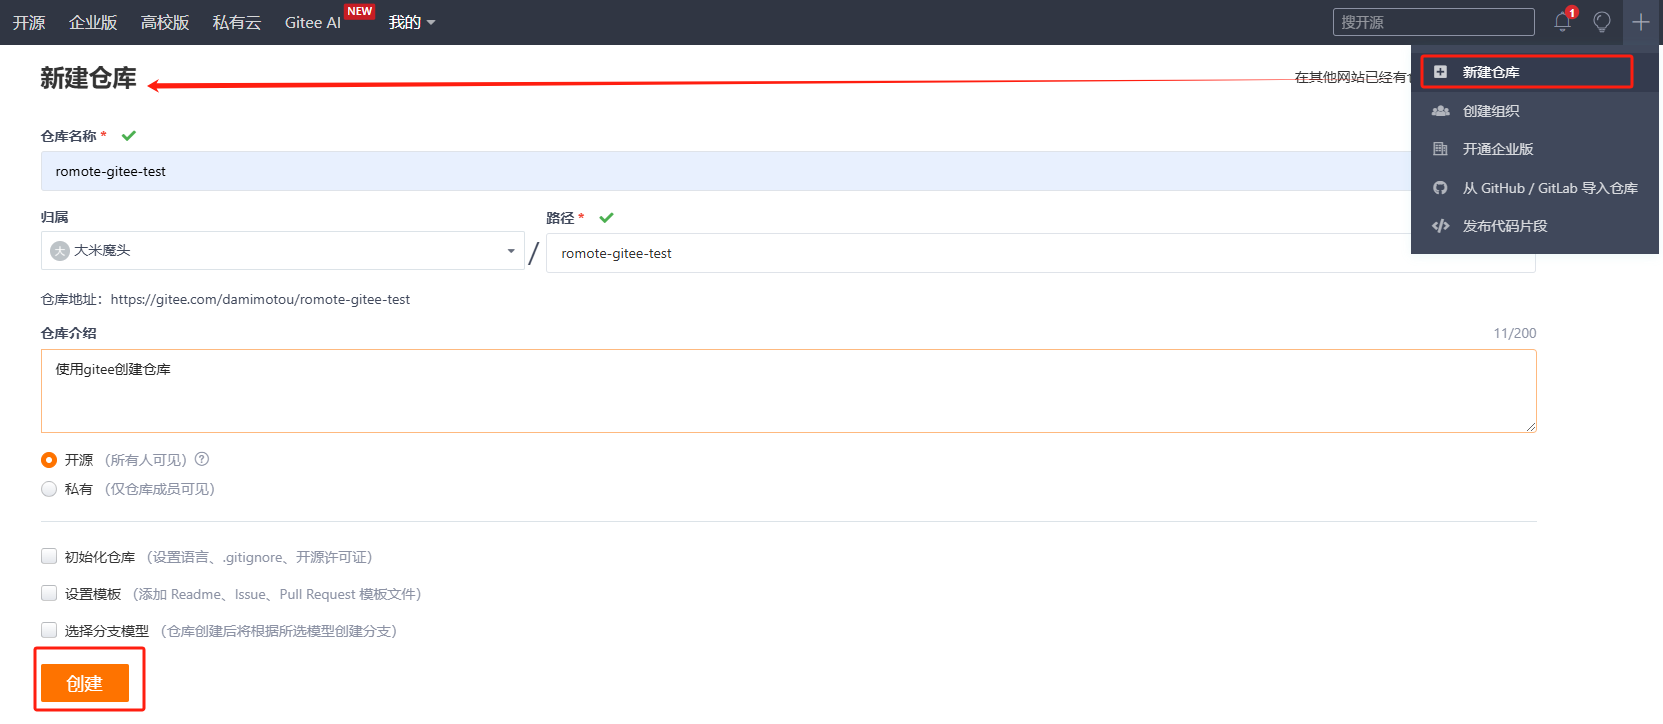 开源 企业版 高校版 私有云 Gitee AI NEW 我的 搜开源 1
新建仓库
在其他网站已经有
新建仓库
创建组织
开通企业版
从 GitHub / GitLab 导入仓库
发布代码片段
仓库名称 *
romote-gitee-test
归属
路径 *
大 大米魔头 / romote-gitee-test
仓库地址：https://gitee.com/damimotou/romote-gitee-test
仓库介绍 11/200
使用gitee创建仓库
开源 （所有人可见） ?
私有 （仅仓库成员可见）
初始化仓库 （设置语言、.gitignore、开源许可证）
设置模板 （添加 Readme、Issue、Pull Request 模板文件）
选择分支模型 （仓库创建后将根据所选模型创建分支）
创建